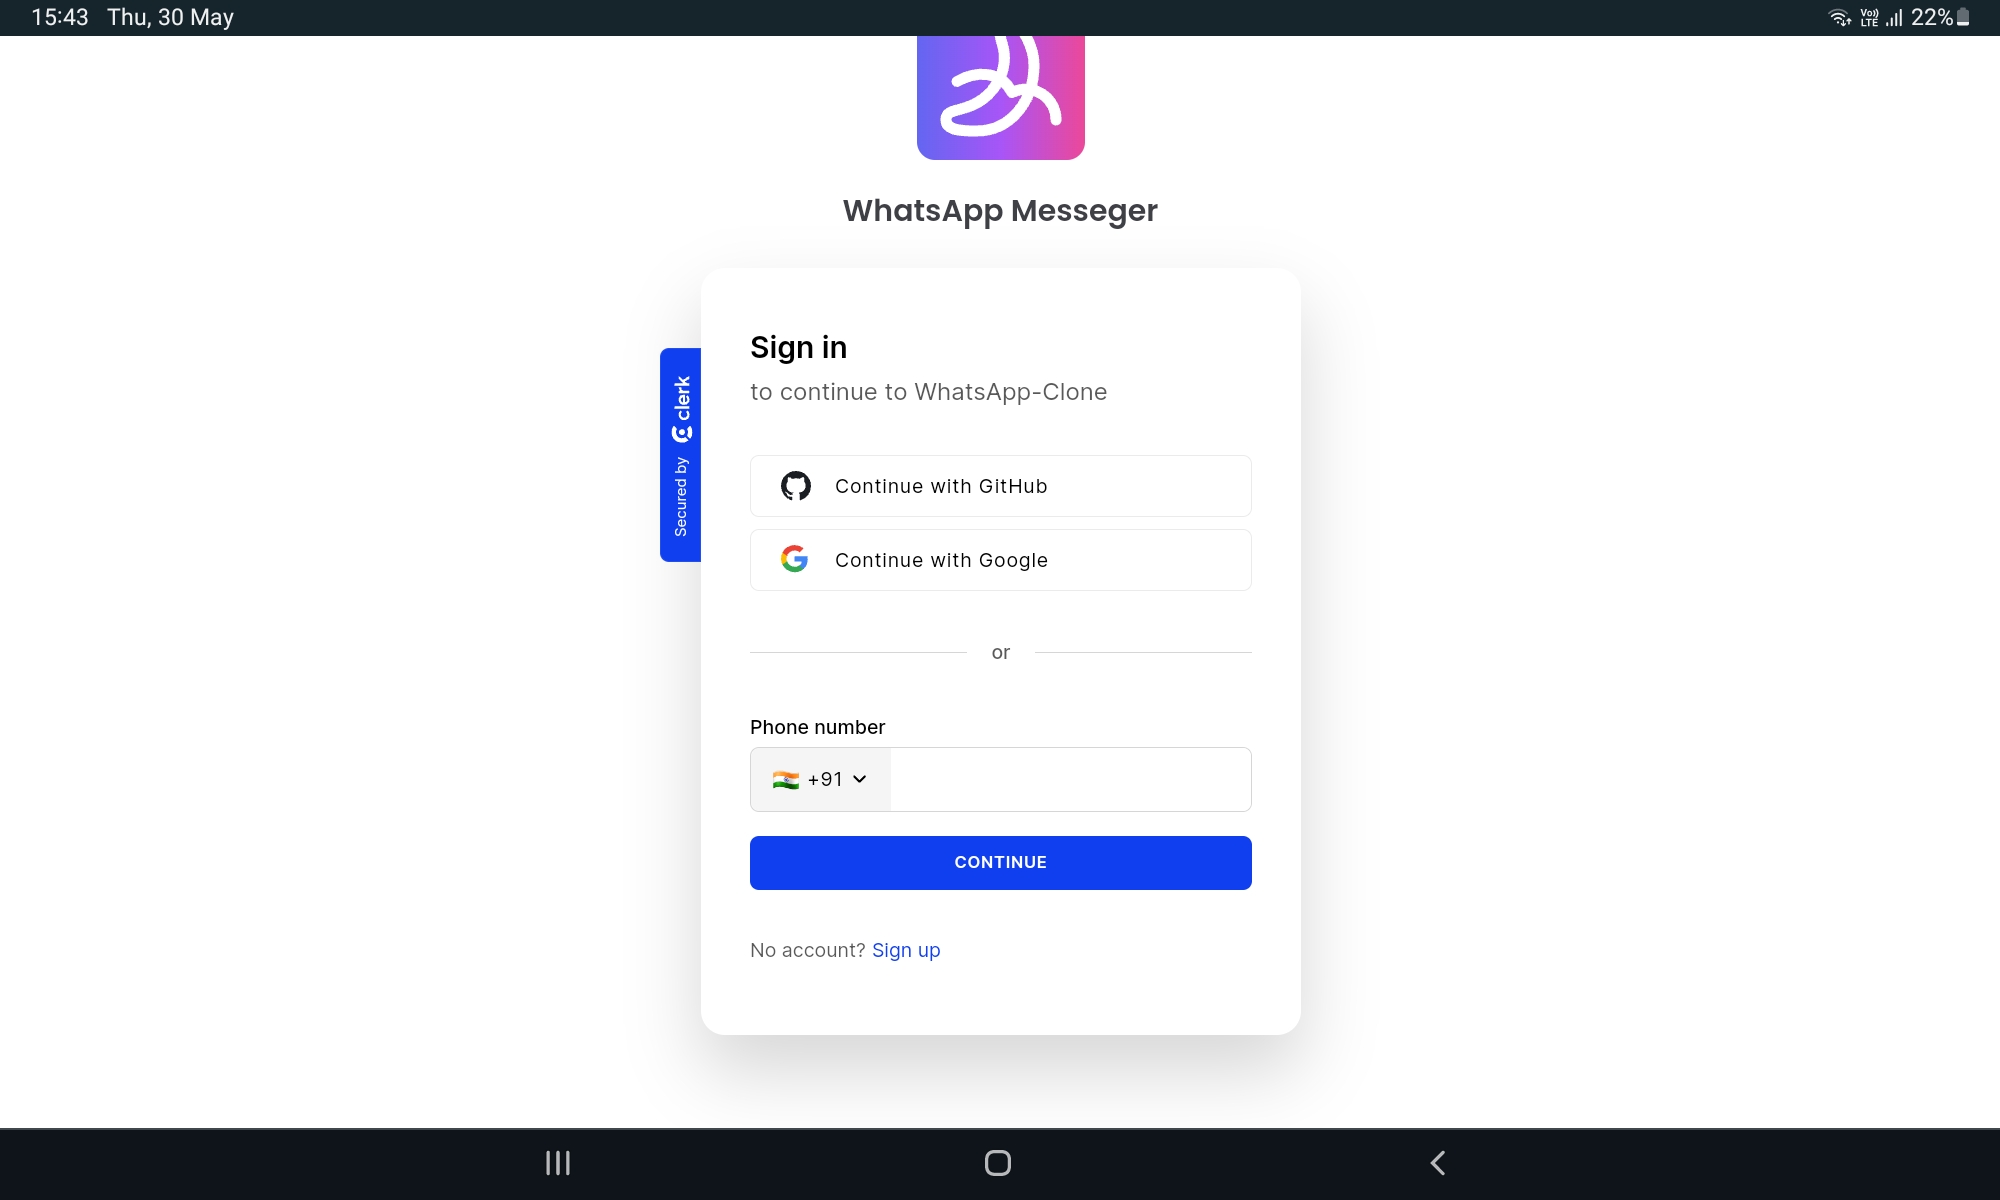 15:43 Thu, 30 May
Vo)) LTE 22%
WhatsApp Messeger
Sign in
to continue to WhatsApp-Clone
Secured by clerk
Continue with GitHub
Continue with Google
or
Phone number
+91
CONTINUE
No account? Sign up